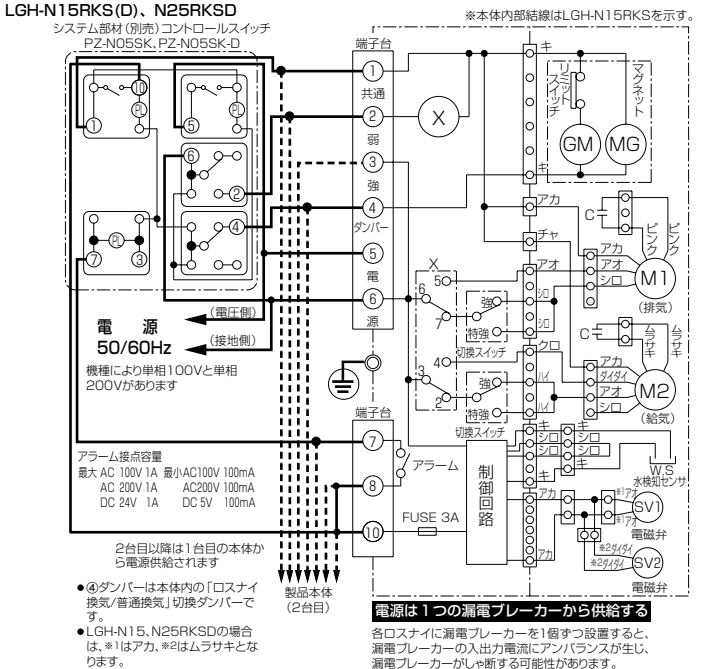 LGH-N15RKS(D)、N25RKSD
システム部材(別売)コントロールスイッチ
PZ-N05SK、PZ-N05SK-D
※本体内部結線はLGH-N15RKSを示す。
端子台
①
共通
②
弱
③
強
④
ダンパー
⑤
電
⑥
源
⑩
PL
①
PL
⑤
⑥
②
④
PL
⑦
③
X
キ
リミット
スイッチ
マグネット
GM
MG
キ
アカ
チャ
アオ
シロ
シロ
クロ
ハイ
ハイ
X
5
6
7
4
3
2
強
特強
切換スイッチ
強
特強
切換スイッチ
C
ピンク
ピンク
アカ
アオ
シロ
M1
(排気)
C
ムラサキ
ムラサキ
アカ
ダイダイ
アオ
シロ
M2
(給気)
(電圧側)
(接地側)
電 源
50/60Hz
機種により単相100Vと単相
200Vがあります
端子台
⑦
⑧
⑩
アラーム
FUSE 3A
制御回路
キ
シロ
シロ
キ
キ
シロ
シロ
キ
W.S
水検知センサ
アカ
アカ
※1アオ
※1アオ
SV1
電磁弁
※2ダイダイ
※2ダイダイ
SV2
電磁弁
アラーム接点容量
最大 AC 100V 1A 最小AC100V 100mA
AC 200V 1A AC200V 100mA
DC 24V 1A DC 5V 100mA
2台目以降は1台目の本体か
ら電源供給されます
製品本体
(2台目)
●④ダンパーは本体内の「ロスナイ
換気/普通換気」切換ダンパーで
す。
●LGH-N15、N25RKSDの場合
は、※1はアカ、※2はムラサキとな
ります。
電源は1つの漏電ブレーカーから供給する
各ロスナイに漏電ブレーカーを1個ずつ設置すると、
漏電ブレーカーの入出力電流にアンバランスが生じ、
漏電ブレーカーがしゃ断する可能性があります。